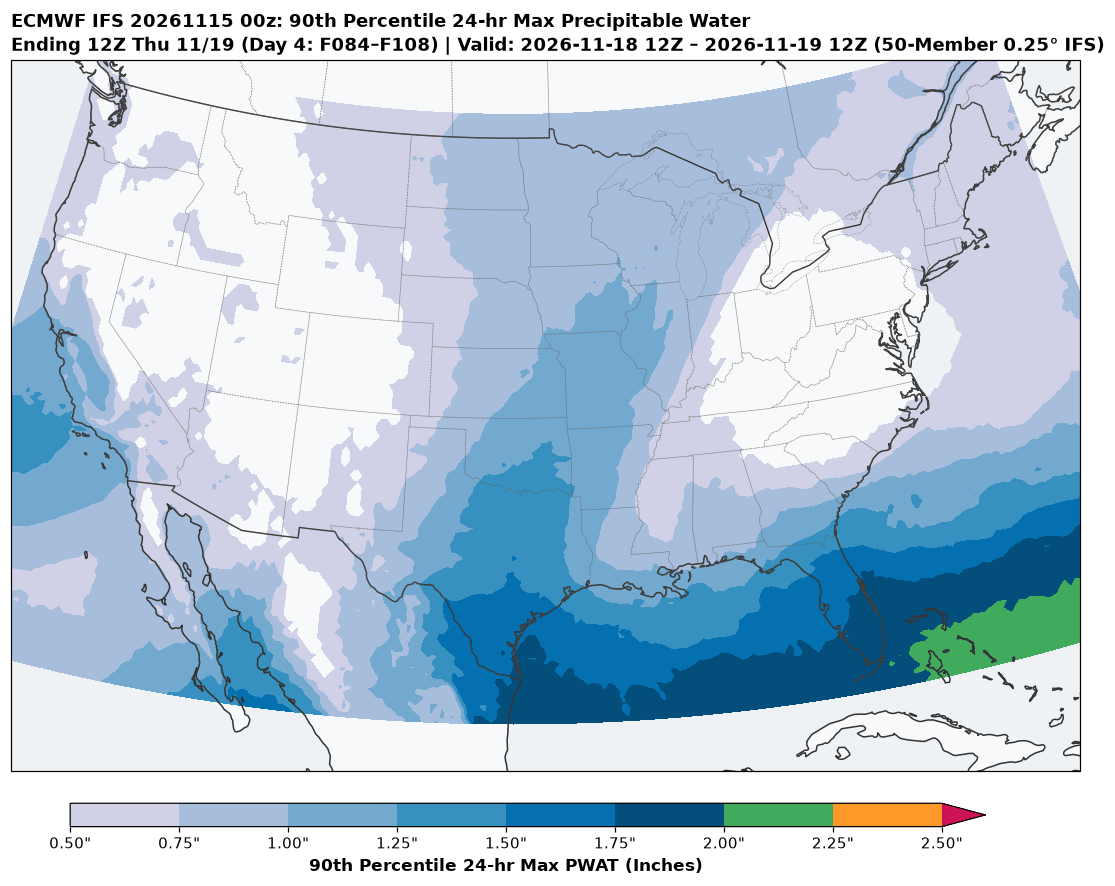 ECMWF IFS 20261115 00z: 90th Percentile 24-hr Max Precipitable Water
Ending 12Z Thu 11/19 (Day 4: F084–F108) | Valid: 2026-11-18 12Z – 2026-11-19 12Z (50-Member 0.25° IFS)
0.50" 0.75" 1.00" 1.25" 1.50" 1.75" 2.00" 2.25" 2.50"
90th Percentile 24-hr Max PWAT (Inches)